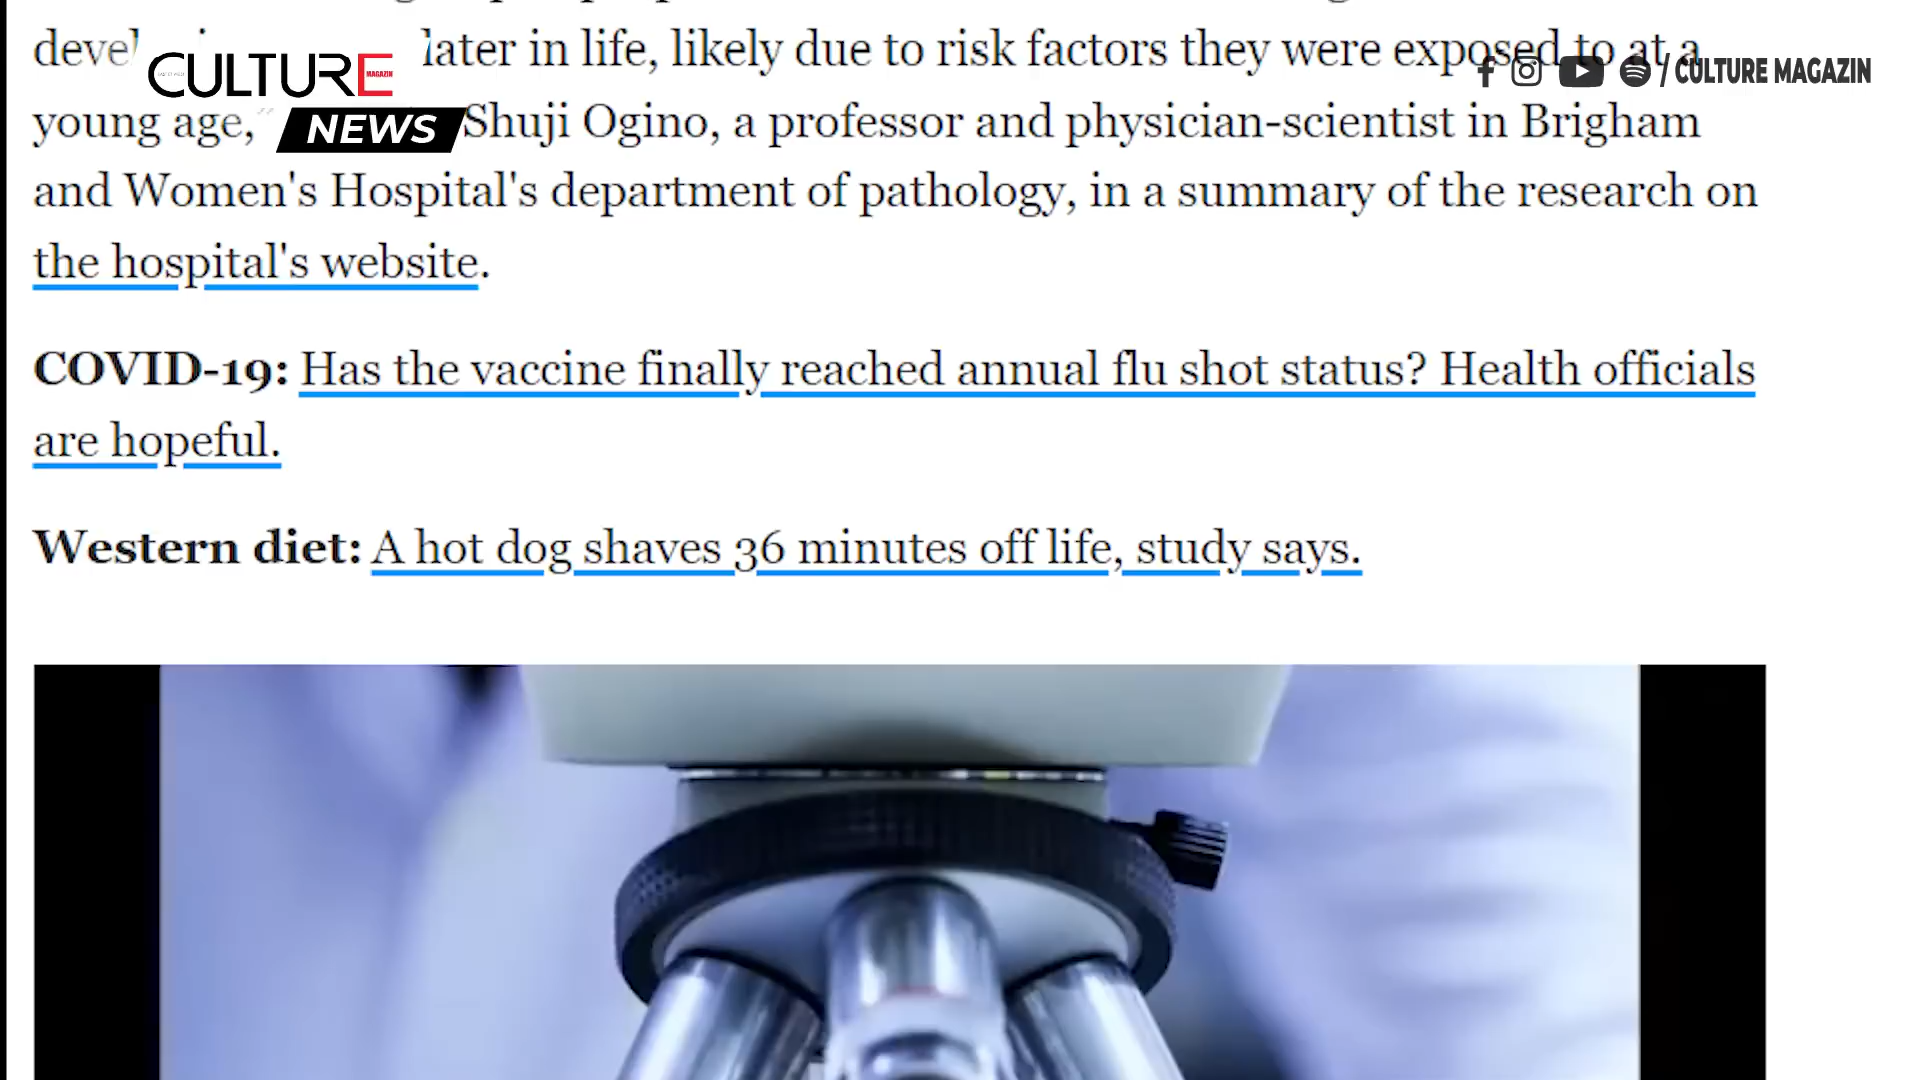 later in life, likely due to risk factors they were exposed to at a
young age,” Shuji Ogino, a professor and physician-scientist in Brigham
and Women's Hospital's department of pathology, in a summary of the research on
the hospital's website.
COVID-19: Has the vaccine finally reached annual flu shot status? Health officials
are hopeful.
Western diet: A hot dog shaves 36 minutes off life, study says.
CULTURE
MAGAZIN
NEWS
/ CULTURE MAGAZIN